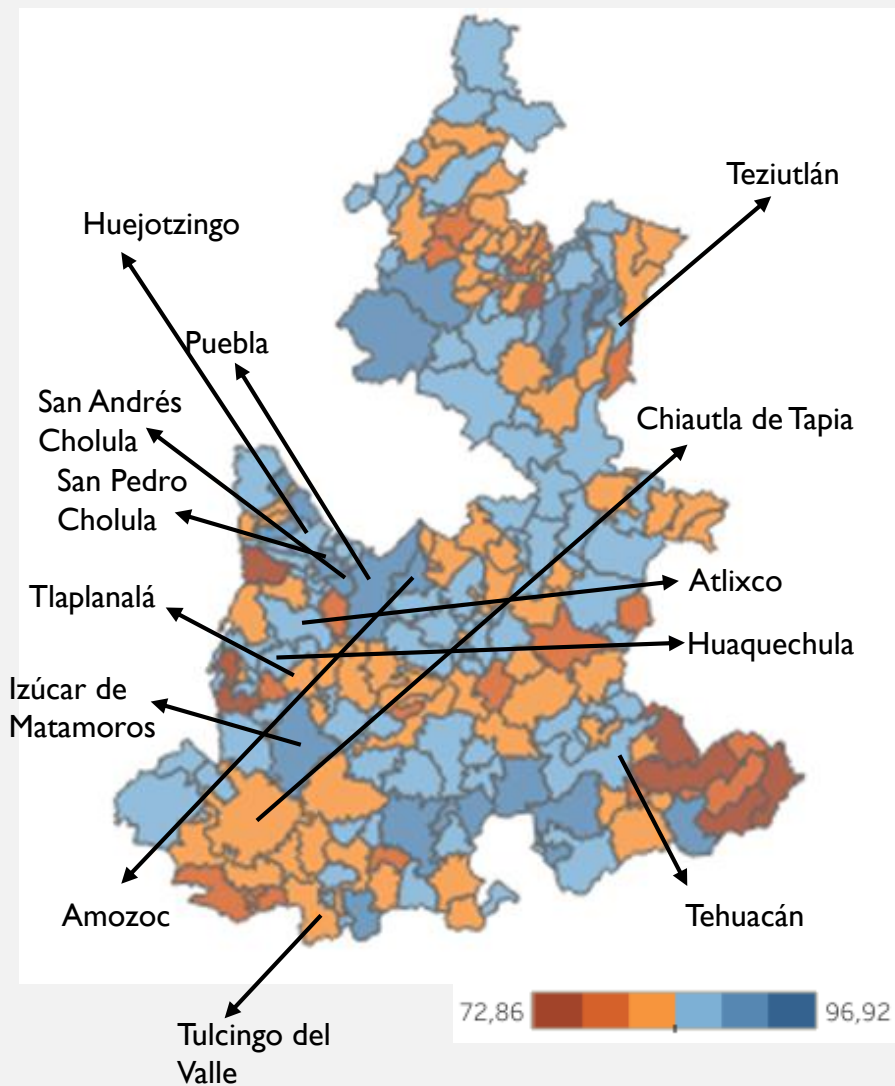 Teziutlán
Huejotzingo
Puebla
San Andrés
Cholula
Chiautla de Tapia
San Pedro
Cholula
Tlaplanalá
Atlixco
Huaquechula
Izúcar de
Matamoros
Amozoc
Tehuacán
72,86
96,92
Tulcingo del
Valle